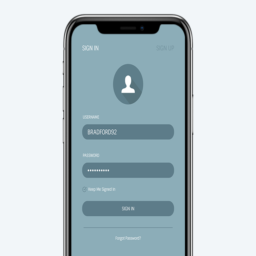 SIGN IN
SIGN UP
USERNAME
BRADFORD92
PASSWORD
••••••••••
Keep Me Signed in
SIGN IN
Forgot Password?